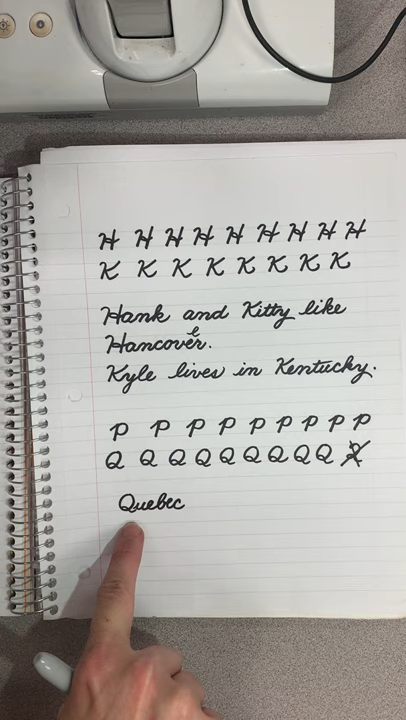 H H H H H H H H H
K K K K K K K K
Hank and Kitty like
Hancover.
e
Kyle lives in Kentucky.
P P P P P P P P P
Q Q Q Q Q Q Q Q Q
Quebec